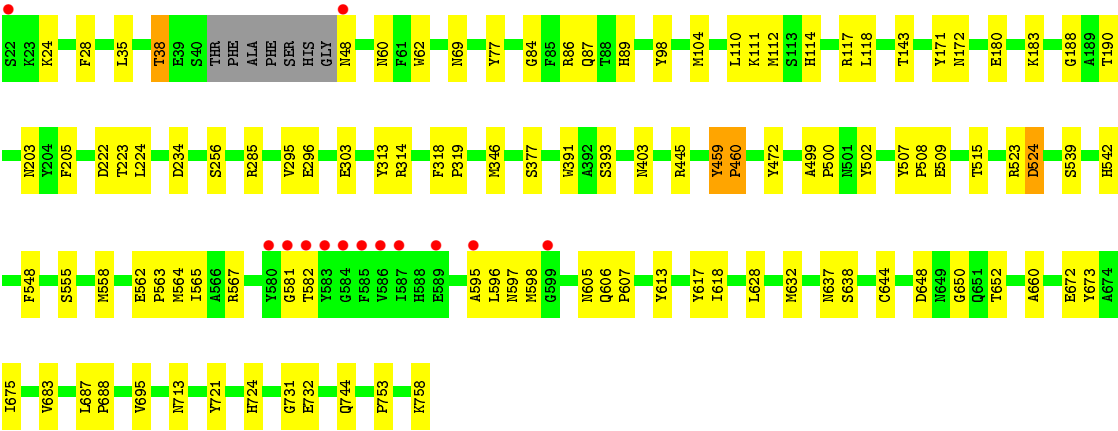 S22 K23 K24 F28 L35 T38 E39 S40 THR PHE ALA PHE SER HIS GLY N48 N60 F61 W62 N69 Y77 G84 F85 R86 Q87 T88 H89 Y98 M104 L110 K111 M112 S113 H114 R117 L118 T143 Y171 N172 E180 K183 G188 A189 T190
N203 Y204 F205 D222 T223 L224 D234 S256 R285 V295 E296 E303 Y313 R314 F318 P319 M346 S377 W391 A392 S393 N403 R445 Y459 P460 Y472 A499 P500 N501 Y502 Y507 P508 E509 T515 R523 D524 S539 H542
F548 S555 M558 E562 P563 M564 I565 A566 R567 Y580 G581 T582 Y583 G584 F585 V586 I587 H588 E589 A595 L596 N597 M598 G599 N605 Q606 P607 Y613 Y617 I618 L628 M632 N637 S638 C644 D648 N649 G650 Q651 T652 A660 E672 Y673 A674
I675 V683 L687 P688 V695 N713 Y721 H724 G731 E732 Q744 P753 K758